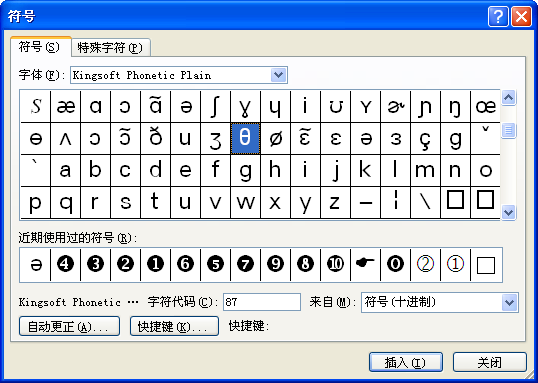 符号
符号(S) 特殊字符(P)
字体(F): Kingsoft Phonetic Plain
S æ ɑ ɔ ɑ̃ ə ʃ ɣ ɥ i ʊ ʏ ɚ ɲ ŋ œ
ɵ ʌ ɔ ɔ̃ ð u ʒ θ ø ɛ̃ ɛ ə ɜ ç g ˇ
` a b c d e f g h i j k l m n o
p q r s t u v w x y z – ¦ \ □ □
近期使用过的符号(R):
ə ❹ ❸ ❷ ❶ ❻ ❺ ❼ ❾ ❽ ❿ ☛ ⓿ ② ① □
Kingsoft Phonetic … 字符代码(C): 87 来自(M): 符号(十进制)
自动更正(A)... 快捷键(K)... 快捷键:
插入(I) 关闭